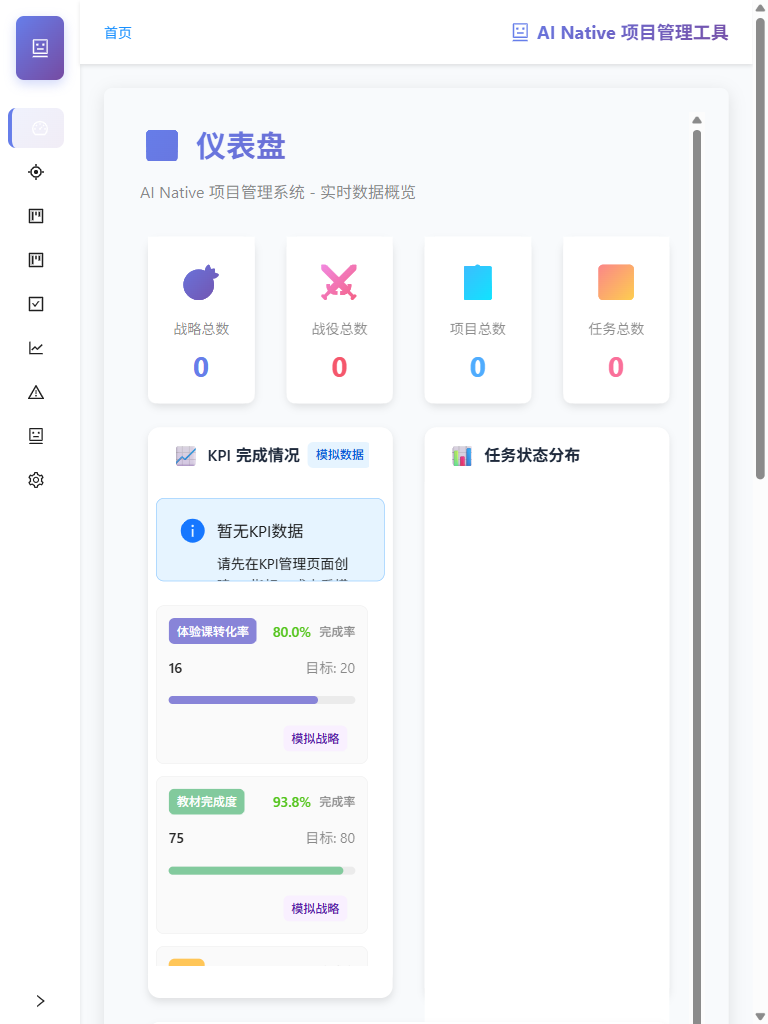 首页
AI Native 项目管理工具
仪表盘
AI Native 项目管理系统 - 实时数据概览
战略总数
0
战役总数
0
项目总数
0
任务总数
0
KPI 完成情况 模拟数据
暂无KPI数据
请先在KPI管理页面创
体验课转化率 80.0% 完成率
16 目标: 20
模拟战略
教材完成度 93.8% 完成率
75 目标: 80
模拟战略
任务状态分布